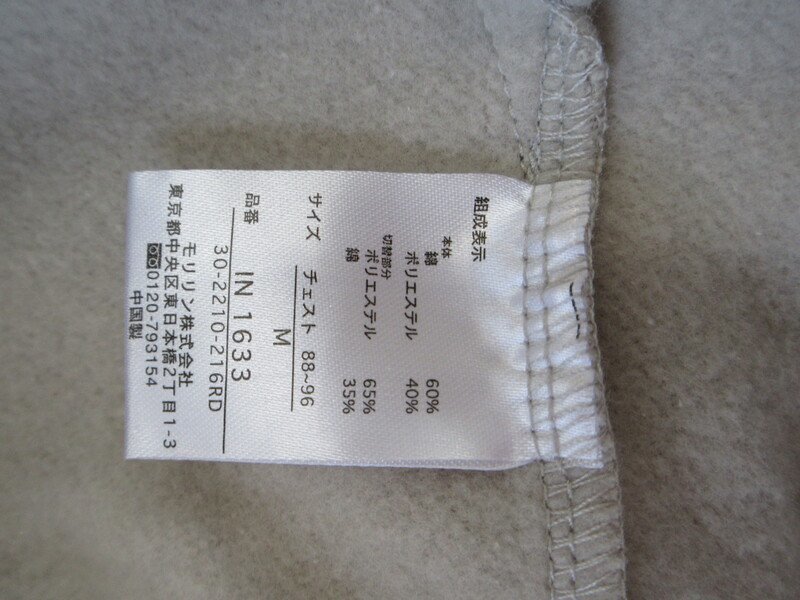 組成表示
本体
綿 60%
ポリエステル 40%
切替部分
ポリエステル 65%
綿 35%
サイズ チェスト 88~96
M
品番 IN 1633
30-2210-216RD
モリリン株式会社
東京都中央区東日本橋2丁目1-3
0120-793154
中国製